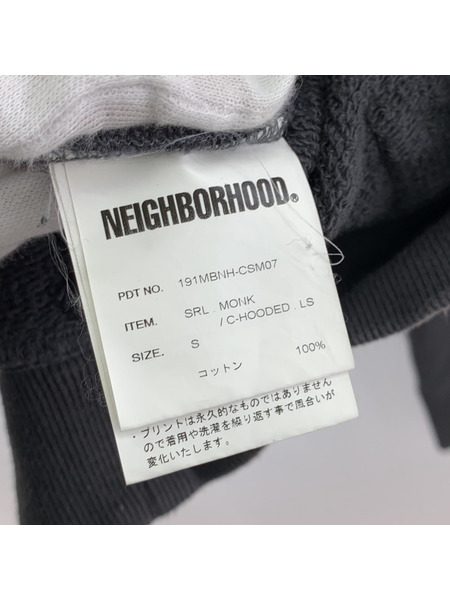 NEIGHBORHOOD®
PDT NO. 191MBNH-CSM07
ITEM. SRL . MONK
/ C-HOODED . LS
SIZE. S
コットン 100%
・プリントは永久的なものではありません
ので着用や洗濯を繰り返す事で風合いが
変化いたします。